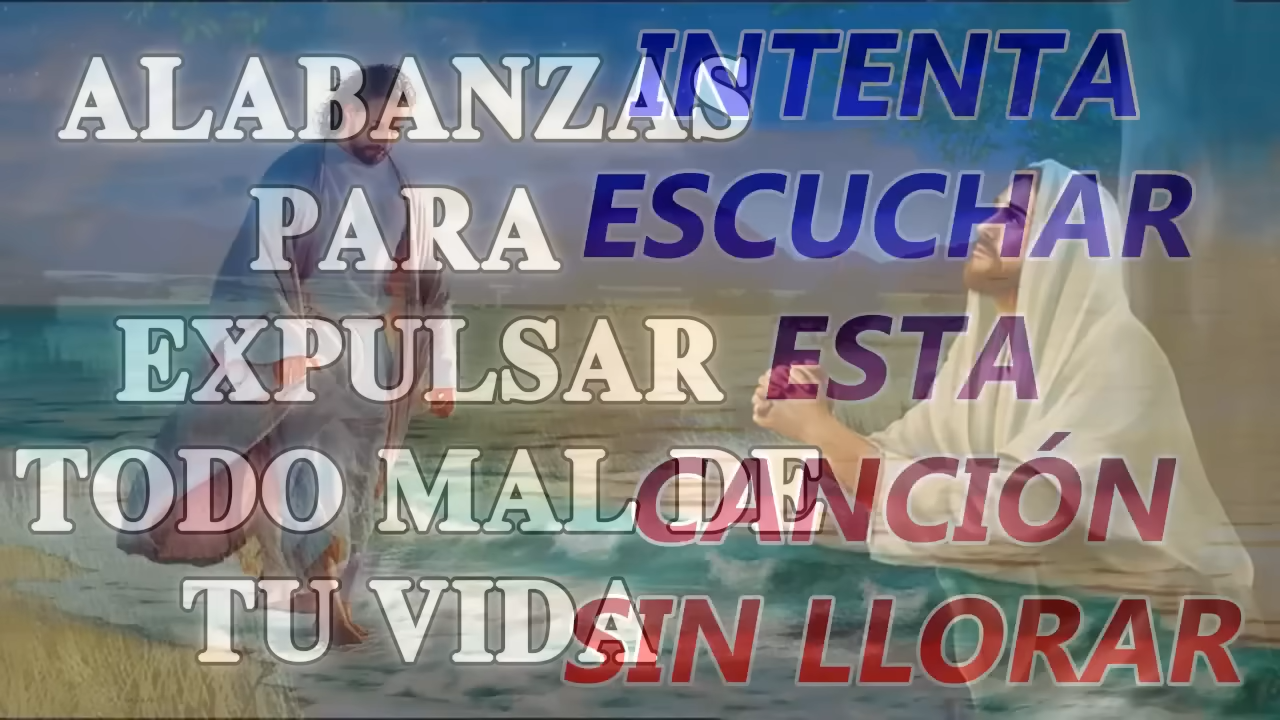 ALABANZAS
PARA
EXPULSAR
TODO MAL DE
TU VIDA
INTENTA
ESCUCHAR
ESTA
CANCIÓN
SIN LLORAR